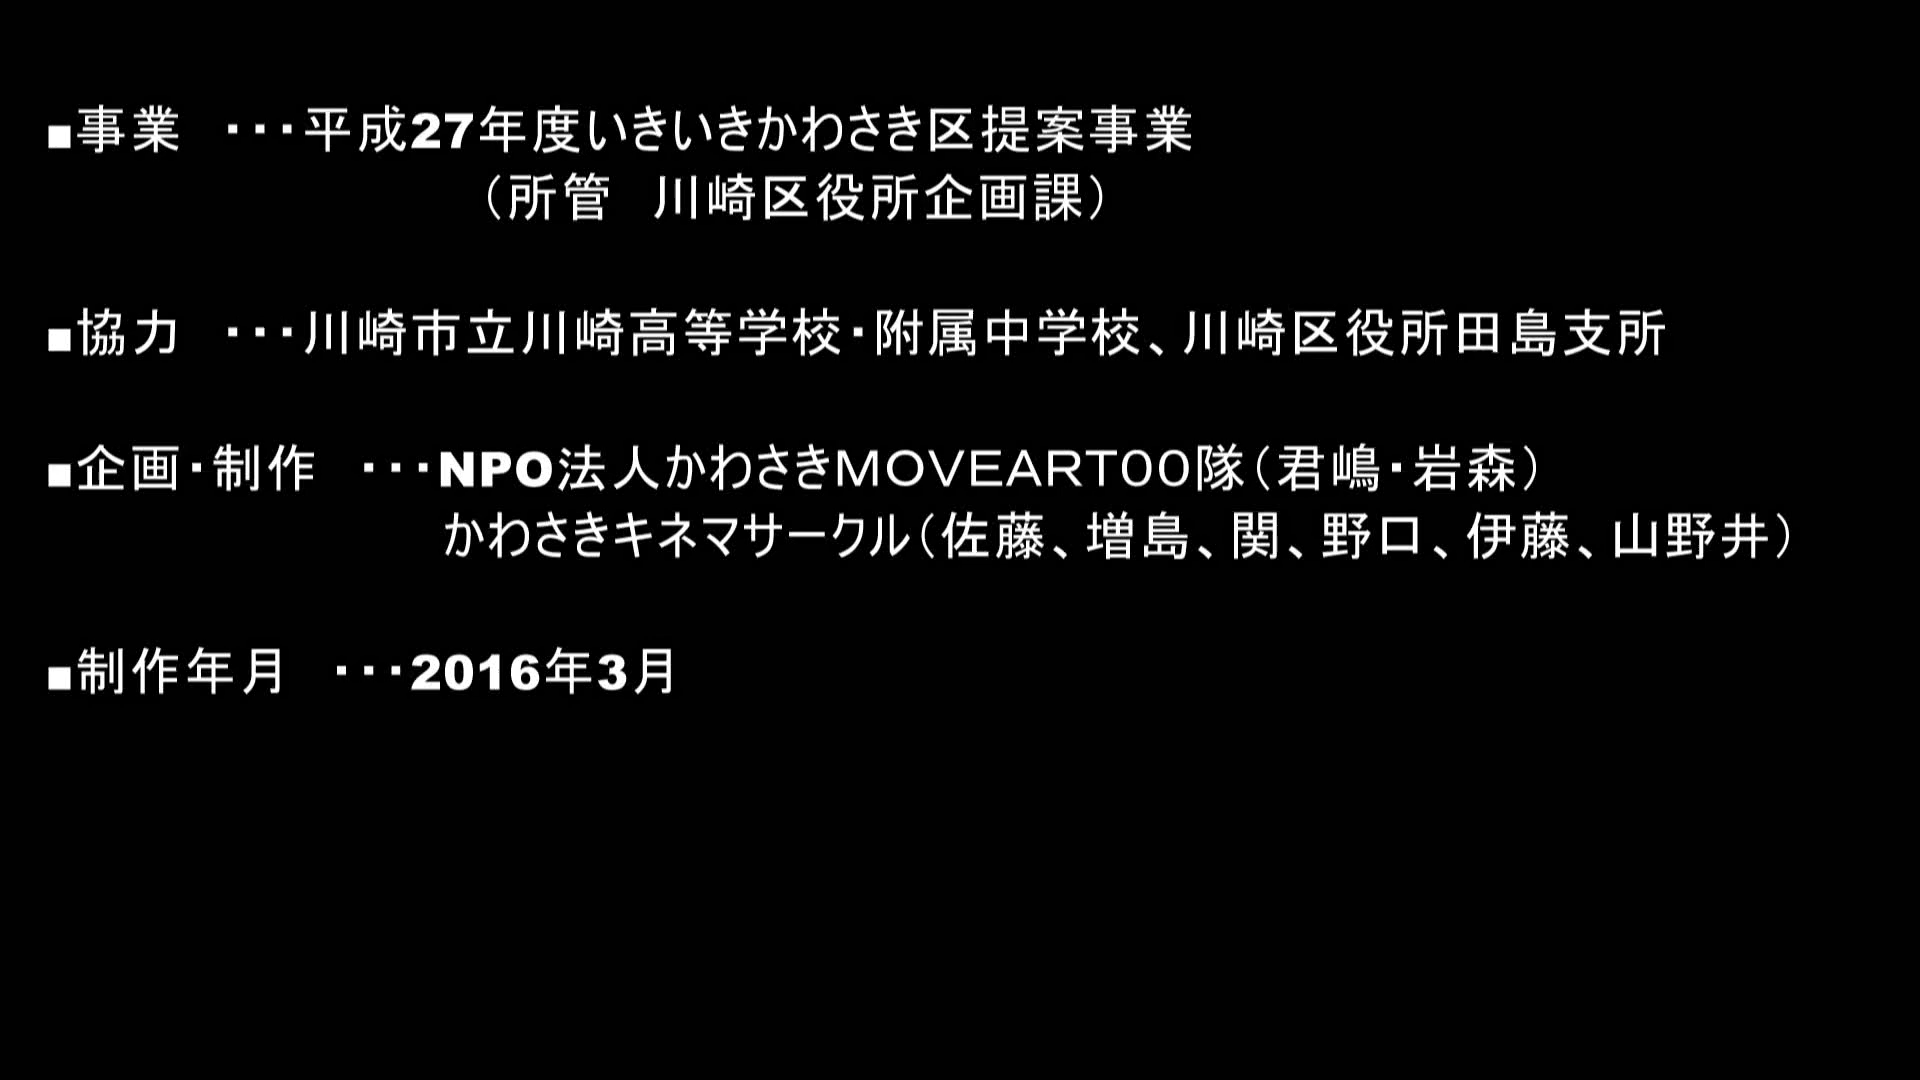 ■事業　・・・平成27年度いきいきかわさき区提案事業
（所管　川崎区役所企画課）
■協力　・・・川崎市立川崎高等学校・附属中学校、川崎区役所田島支所
■企画・制作　・・・NPO法人かわさきＭＯＶＥＡＲＴ００隊（君嶋・岩森）
かわさきキネマサークル（佐藤、増島、関、野口、伊藤、山野井）
■制作年月　・・・2016年3月